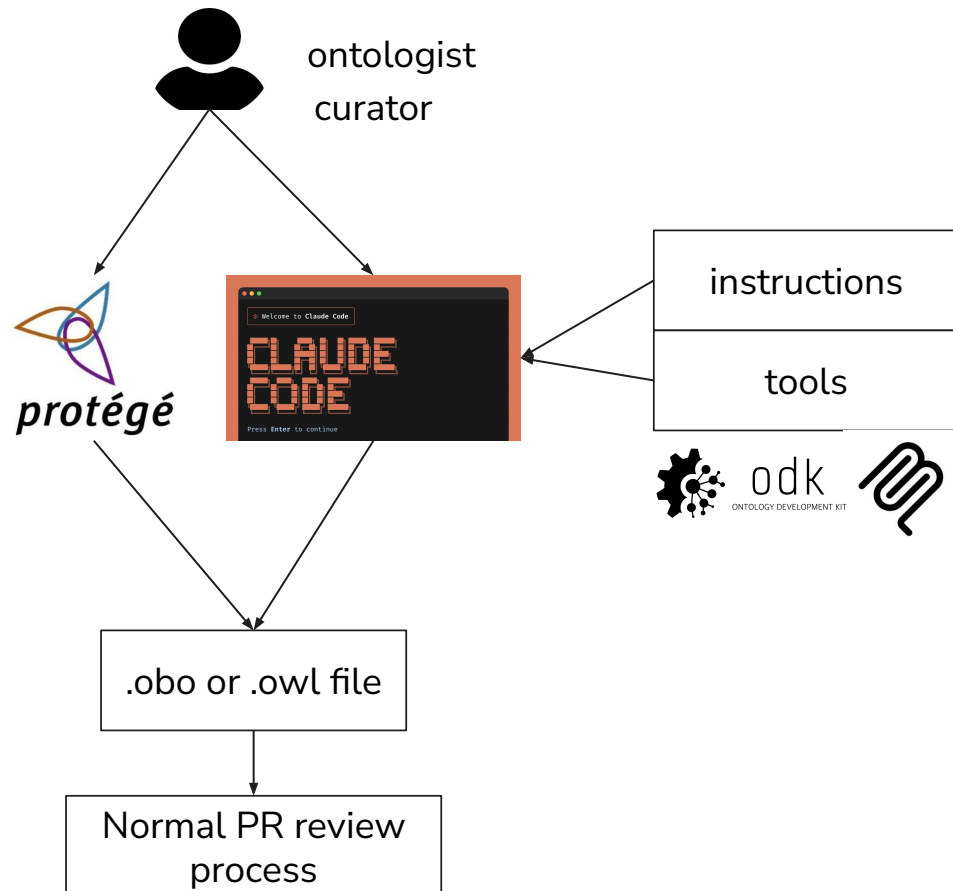 ontologist
curator
protégé
✻ Welcome to Claude Code
CLAUDE
CODE
Press Enter to continue
instructions
tools
odk
ONTOLOGY DEVELOPMENT KIT
.obo or .owl file
Normal PR review
process